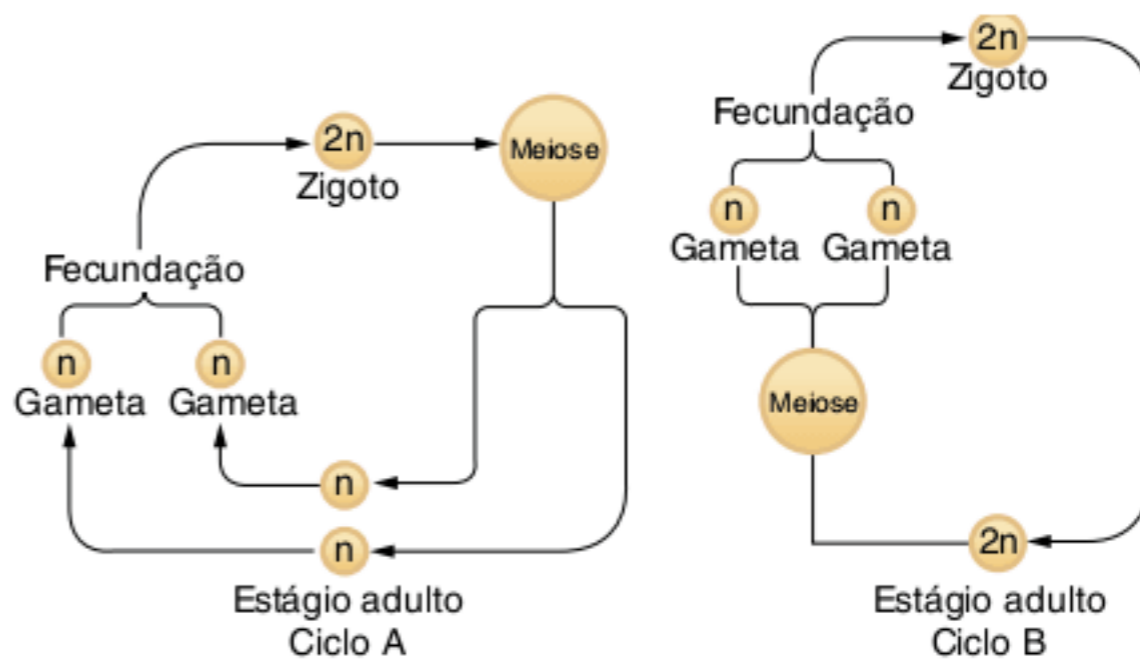 2n
Zigoto
Meiose
Fecundação
n
n
Gameta
Gameta
n
n
Estágio adulto
Ciclo A
2n
Zigoto
Fecundação
n
n
Gameta
Gameta
Meiose
2n
Estágio adulto
Ciclo B